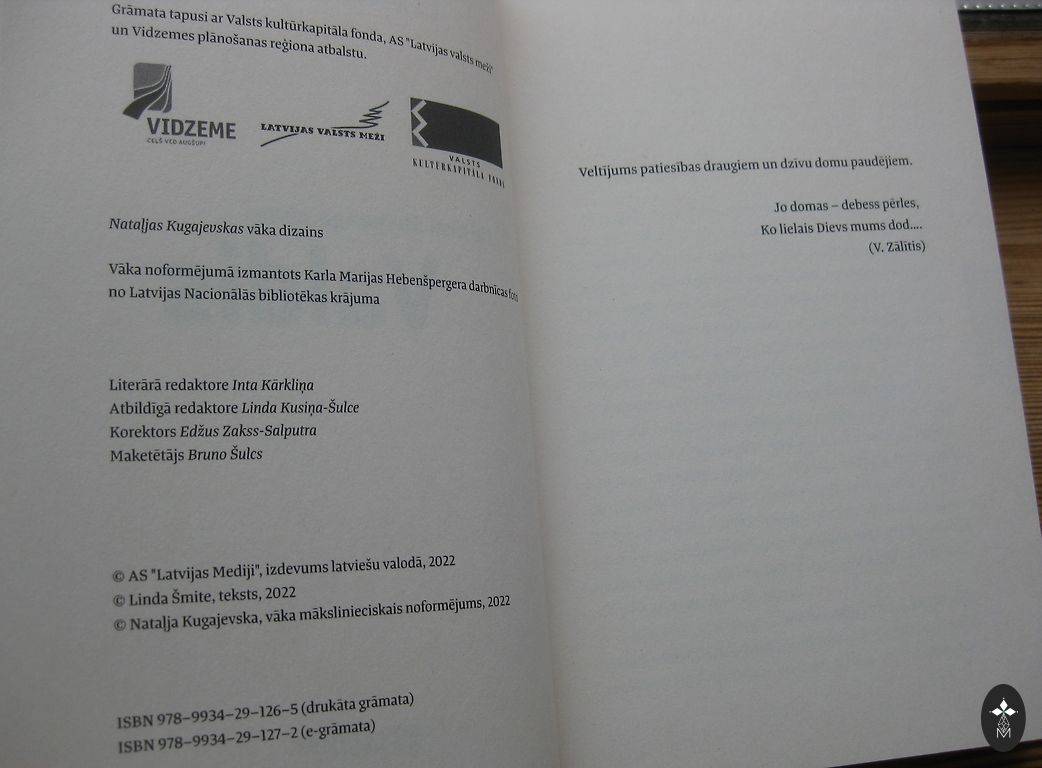 Grāmata tapusi ar Valsts kultūrkapitāla fonda, AS "Latvijas valsts meži"
un Vidzemes plānošanas reģiona atbalstu.
VIDZEME
CEĻŠ VED AUGŠUP!
LATVIJAS VALSTS MEŽI
VALSTS
KULTŪRKAPITĀLA FONDS
Nataļjas Kugajevskas vāka dizains
Vāka noformējumā izmantots Karla Marijas Hebenšpergera darbnīcas foto
no Latvijas Nacionālās bibliotēkas krājuma
Literārā redaktore Inta Kārkliņa
Atbildīgā redaktore Linda Kusiņa-Šulce
Korektors Edžus Zakss-Salputra
Maketētājs Bruno Šulcs
© AS "Latvijas Mediji", izdevums latviešu valodā, 2022
© Linda Šmite, teksts, 2022
© Nataļja Kugajevska, vāka mākslinieciskais noformējums, 2022
ISBN 978–9934–29–126–5 (drukāta grāmata)
ISBN 978–9934–29–127–2 (e-grāmata)
Veltījums patiesības draugiem un dzīvu domu paudējiem.
Jo domas – debess pērles,
Ko lielais Dievs mums dod....
(V. Zālītis)